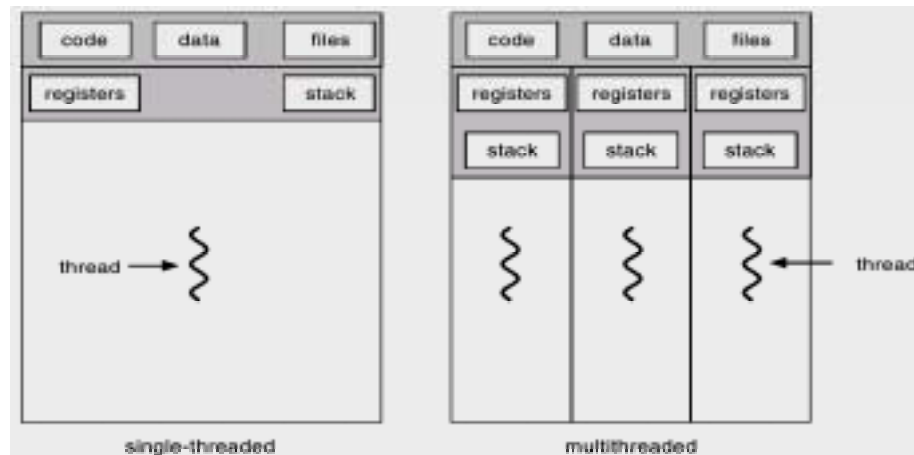 code data files code data files
registers stack registers registers registers
stack stack stack
thread thread
single-threaded multithreaded